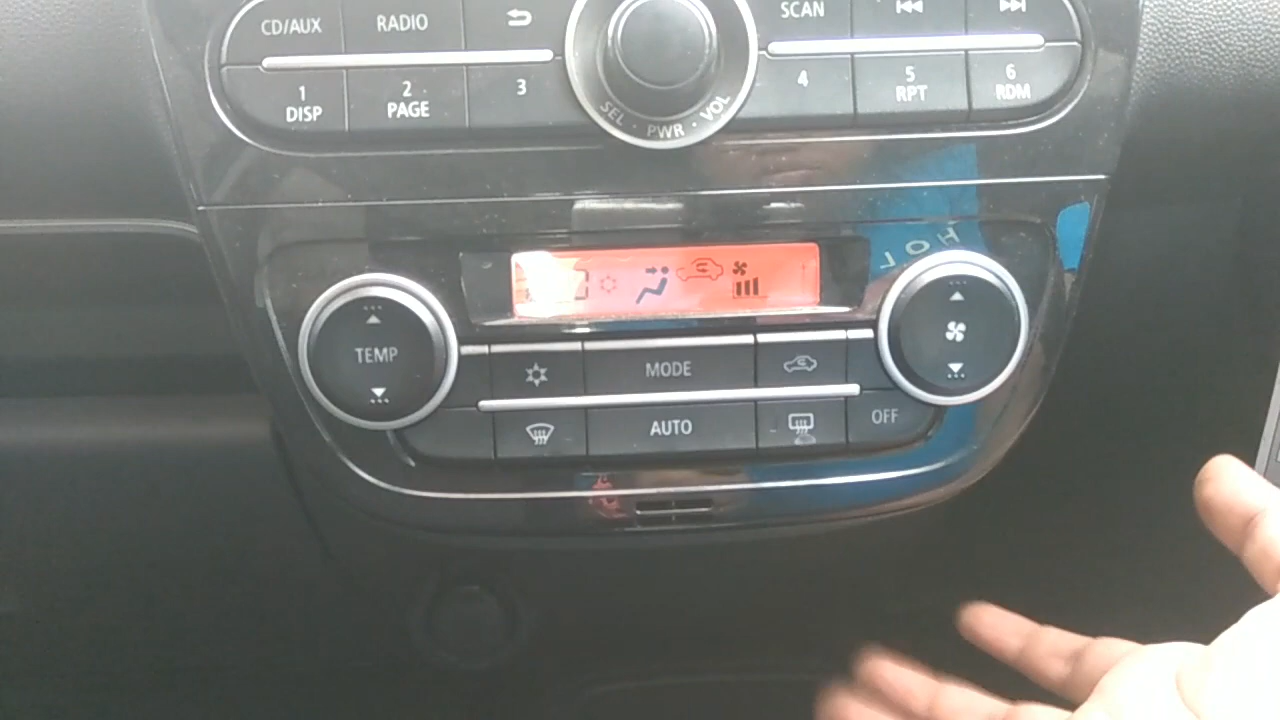 CD/AUX RADIO SCAN
1 2 3 4 5 6
DISP PAGE RPT RDM
SEL · PWR · VOL
TEMP MODE
AUTO OFF